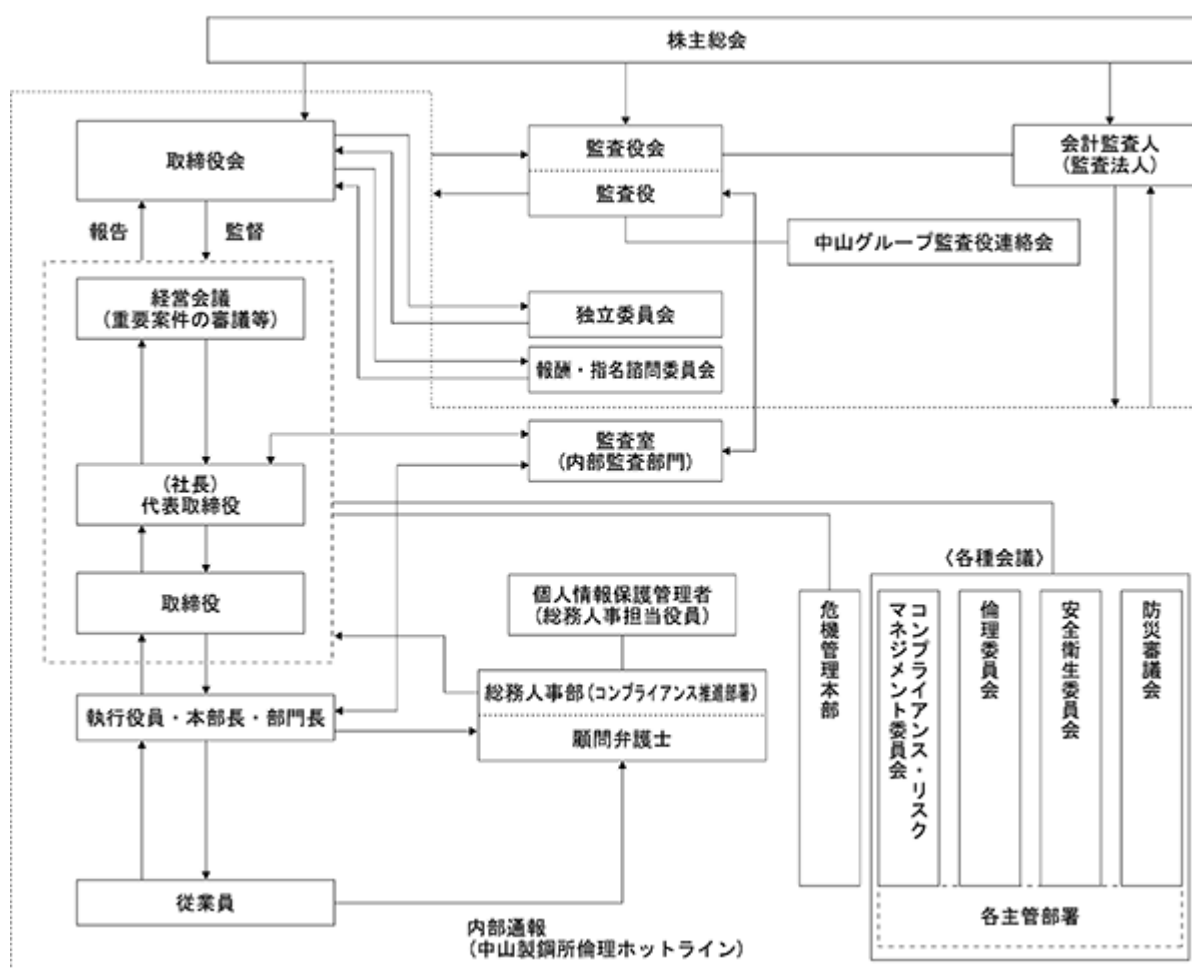 株主総会
取締役会
監査役会
監査役
会計監査人
(監査法人)
報告
監督
中山グループ監査役連絡会
経営会議
(重要案件の審議等)
独立委員会
報酬・指名諮問委員会
監査室
(内部監査部門)
(社長)
代表取締役
取締役
個人情報保護管理者
(総務人事担当役員)
総務人事部(コンプライアンス推進部署)
顧問弁護士
執行役員・本部長・部門長
従業員
内部通報
(中山製鋼所倫理ホットライン)
危機管理本部
〈各種会議〉
コンプライアンス・リスク
マネジメント委員会
倫理委員会
安全衛生委員会
防災審議会
各主管部署